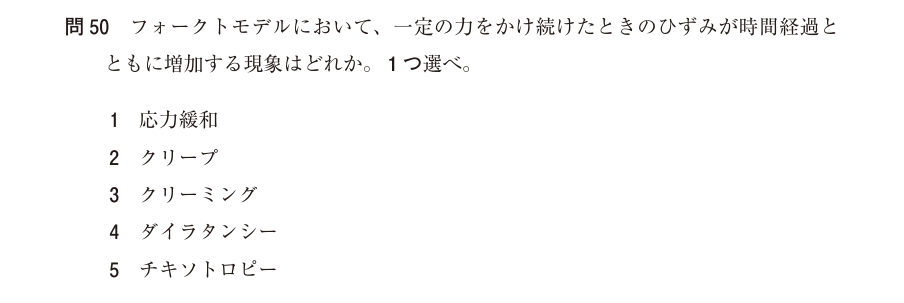 問50　フォークトモデルにおいて、一定の力をかけ続けたときのひずみが時間経過と
ともに増加する現象はどれか。1つ選べ。
1　応力緩和
2　クリープ
3　クリーミング
4　ダイラタンシー
5　チキソトロピー